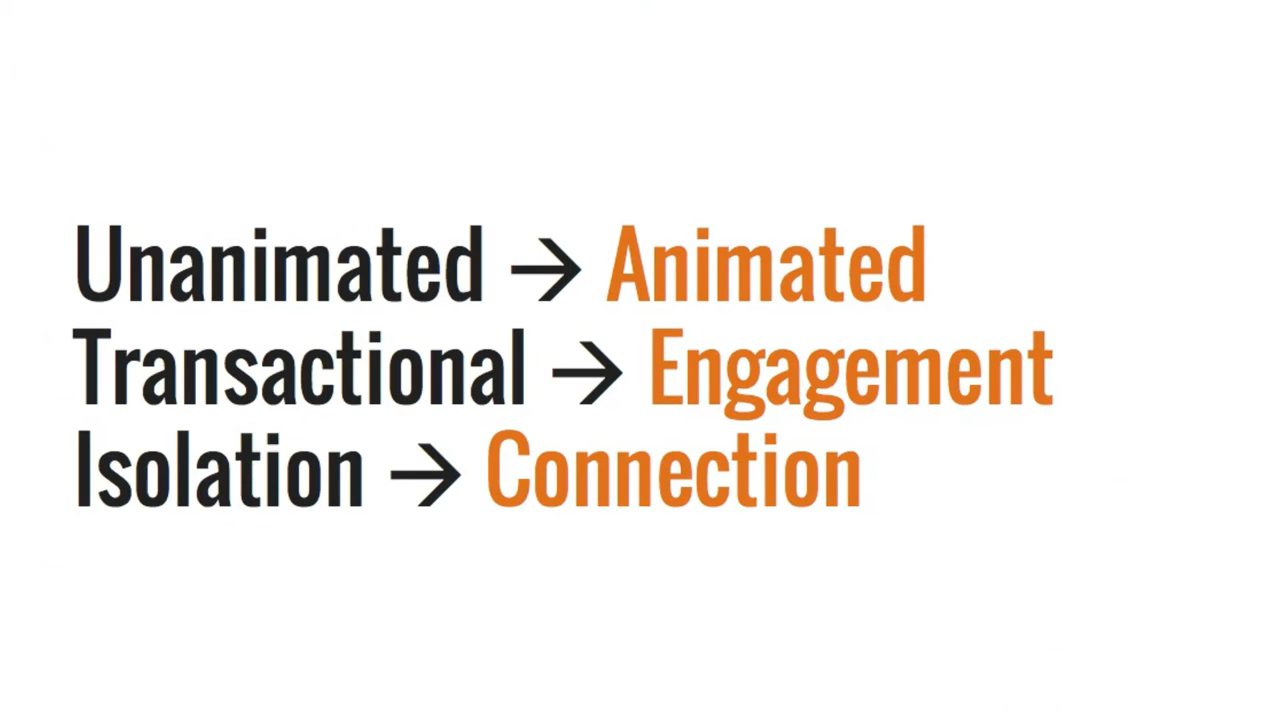 Unanimated → Animated
Transactional → Engagement
Isolation → Connection